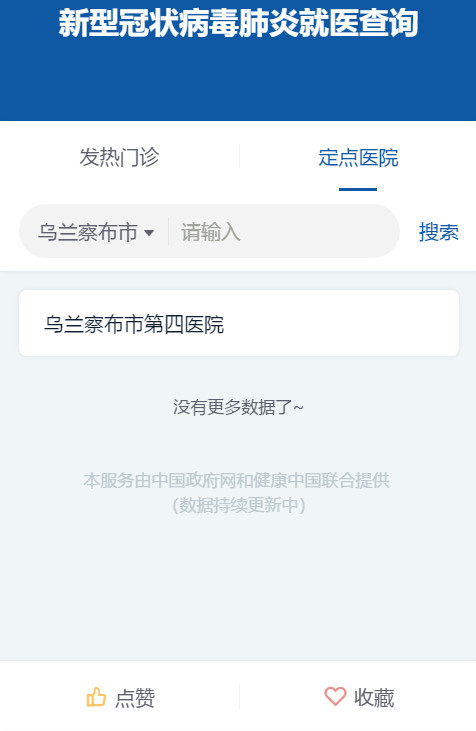 新型冠状病毒肺炎就医查询
发热门诊
定点医院
乌兰察布市
请输入
搜索
乌兰察布市第四医院
没有更多数据了~
本服务由中国政府网和健康中国联合提供
（数据持续更新中）
点赞
收藏